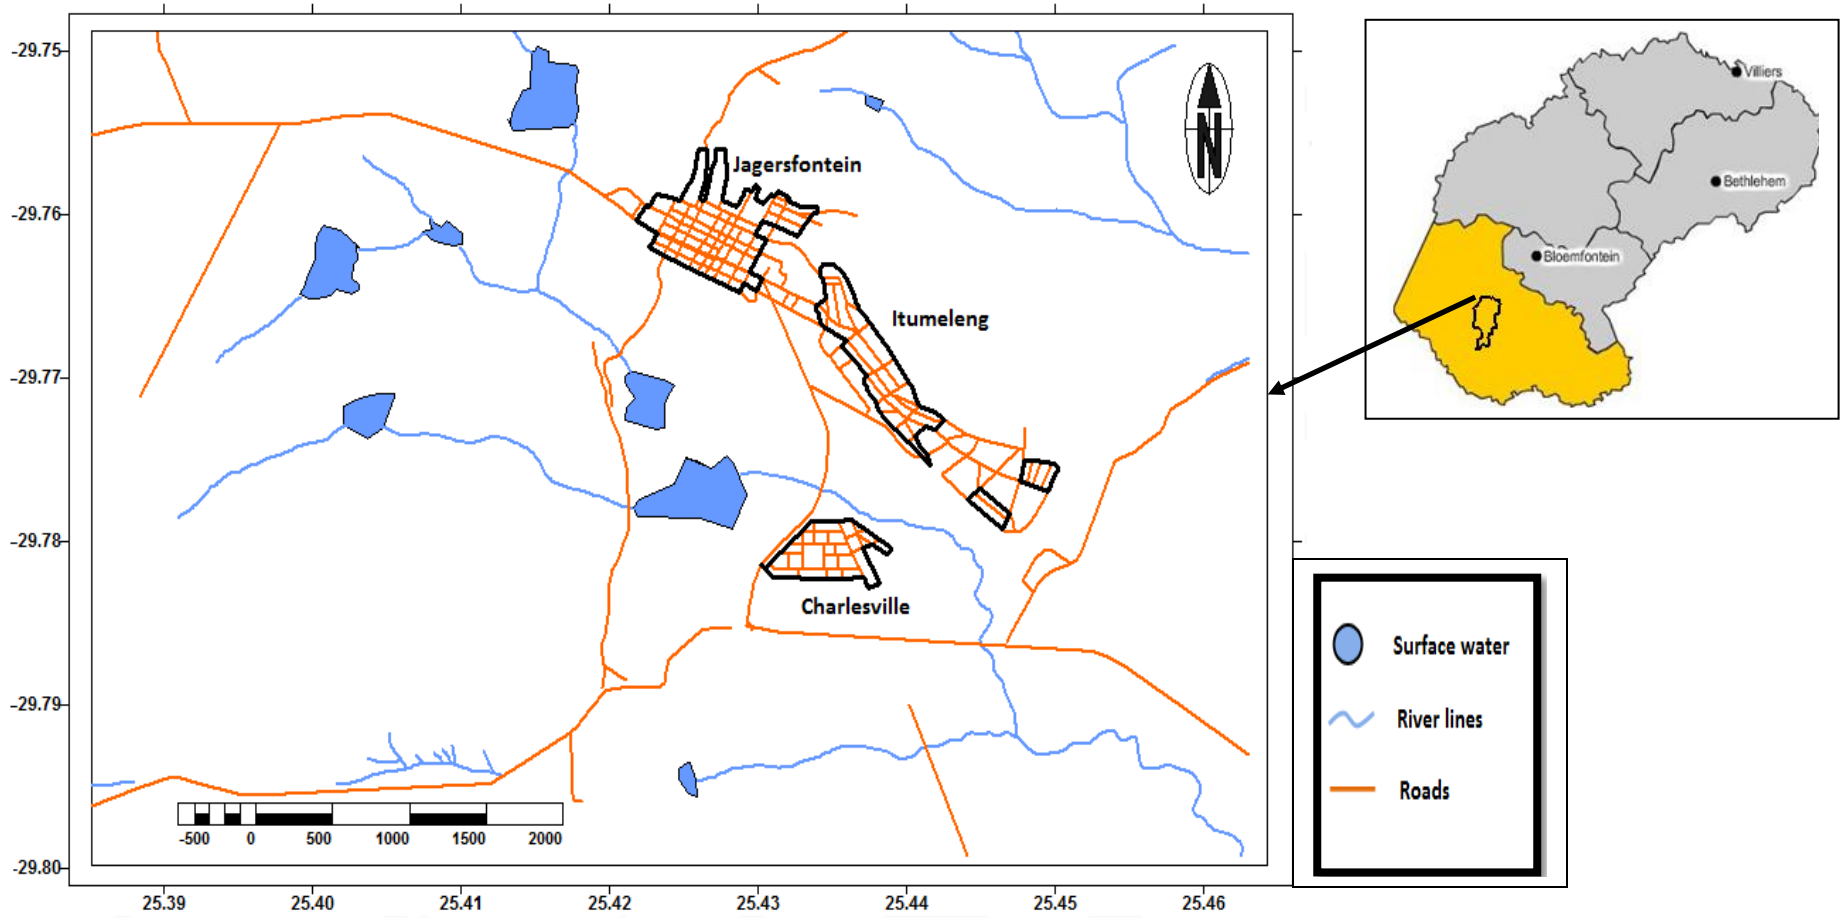 -29.75
-29.76
-29.77
-29.78
-29.79
-29.80
25.39 25.40 25.41 25.42 25.43 25.44 25.45 25.46
Jagersfontein
Itumeleng
Charlesville
N
-500 0 500 1000 1500 2000
Villiers
Bethlehem
Bloemfontein
Surface water
River lines
Roads